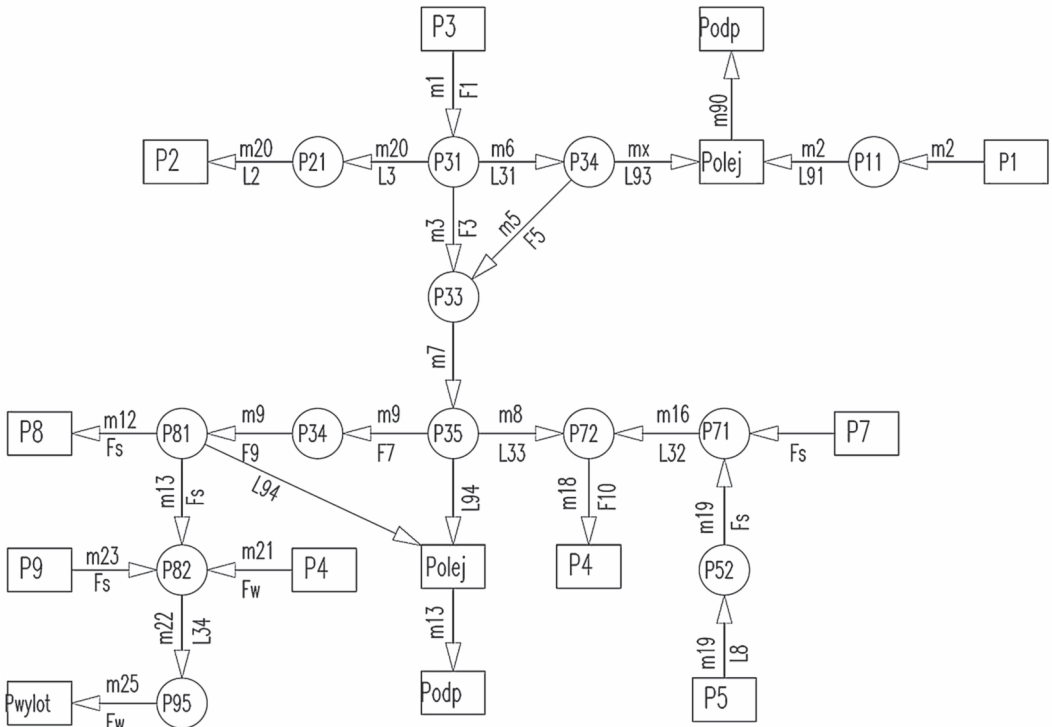 P3
Podp
m1
F1
m90
P2
m20
L2
P21
m20
L3
P31
m6
L31
P34
mx
L93
Polej
m2
L91
P11
m2
P1
m3
F3
m5
F5
P33
m7
P8
m12
Fs
P81
m9
F9
P34
m9
F7
P35
m8
L33
P72
m16
L32
P71
Fs
P7
m13
Fs
L94
L94
m18
F10
m19
Fs
P9
m23
Fs
P82
m21
Fw
P4
Polej
P4
P52
m22
L34
m13
m19
L8
Pwylot
m25
Fw
P95
Podp
P5